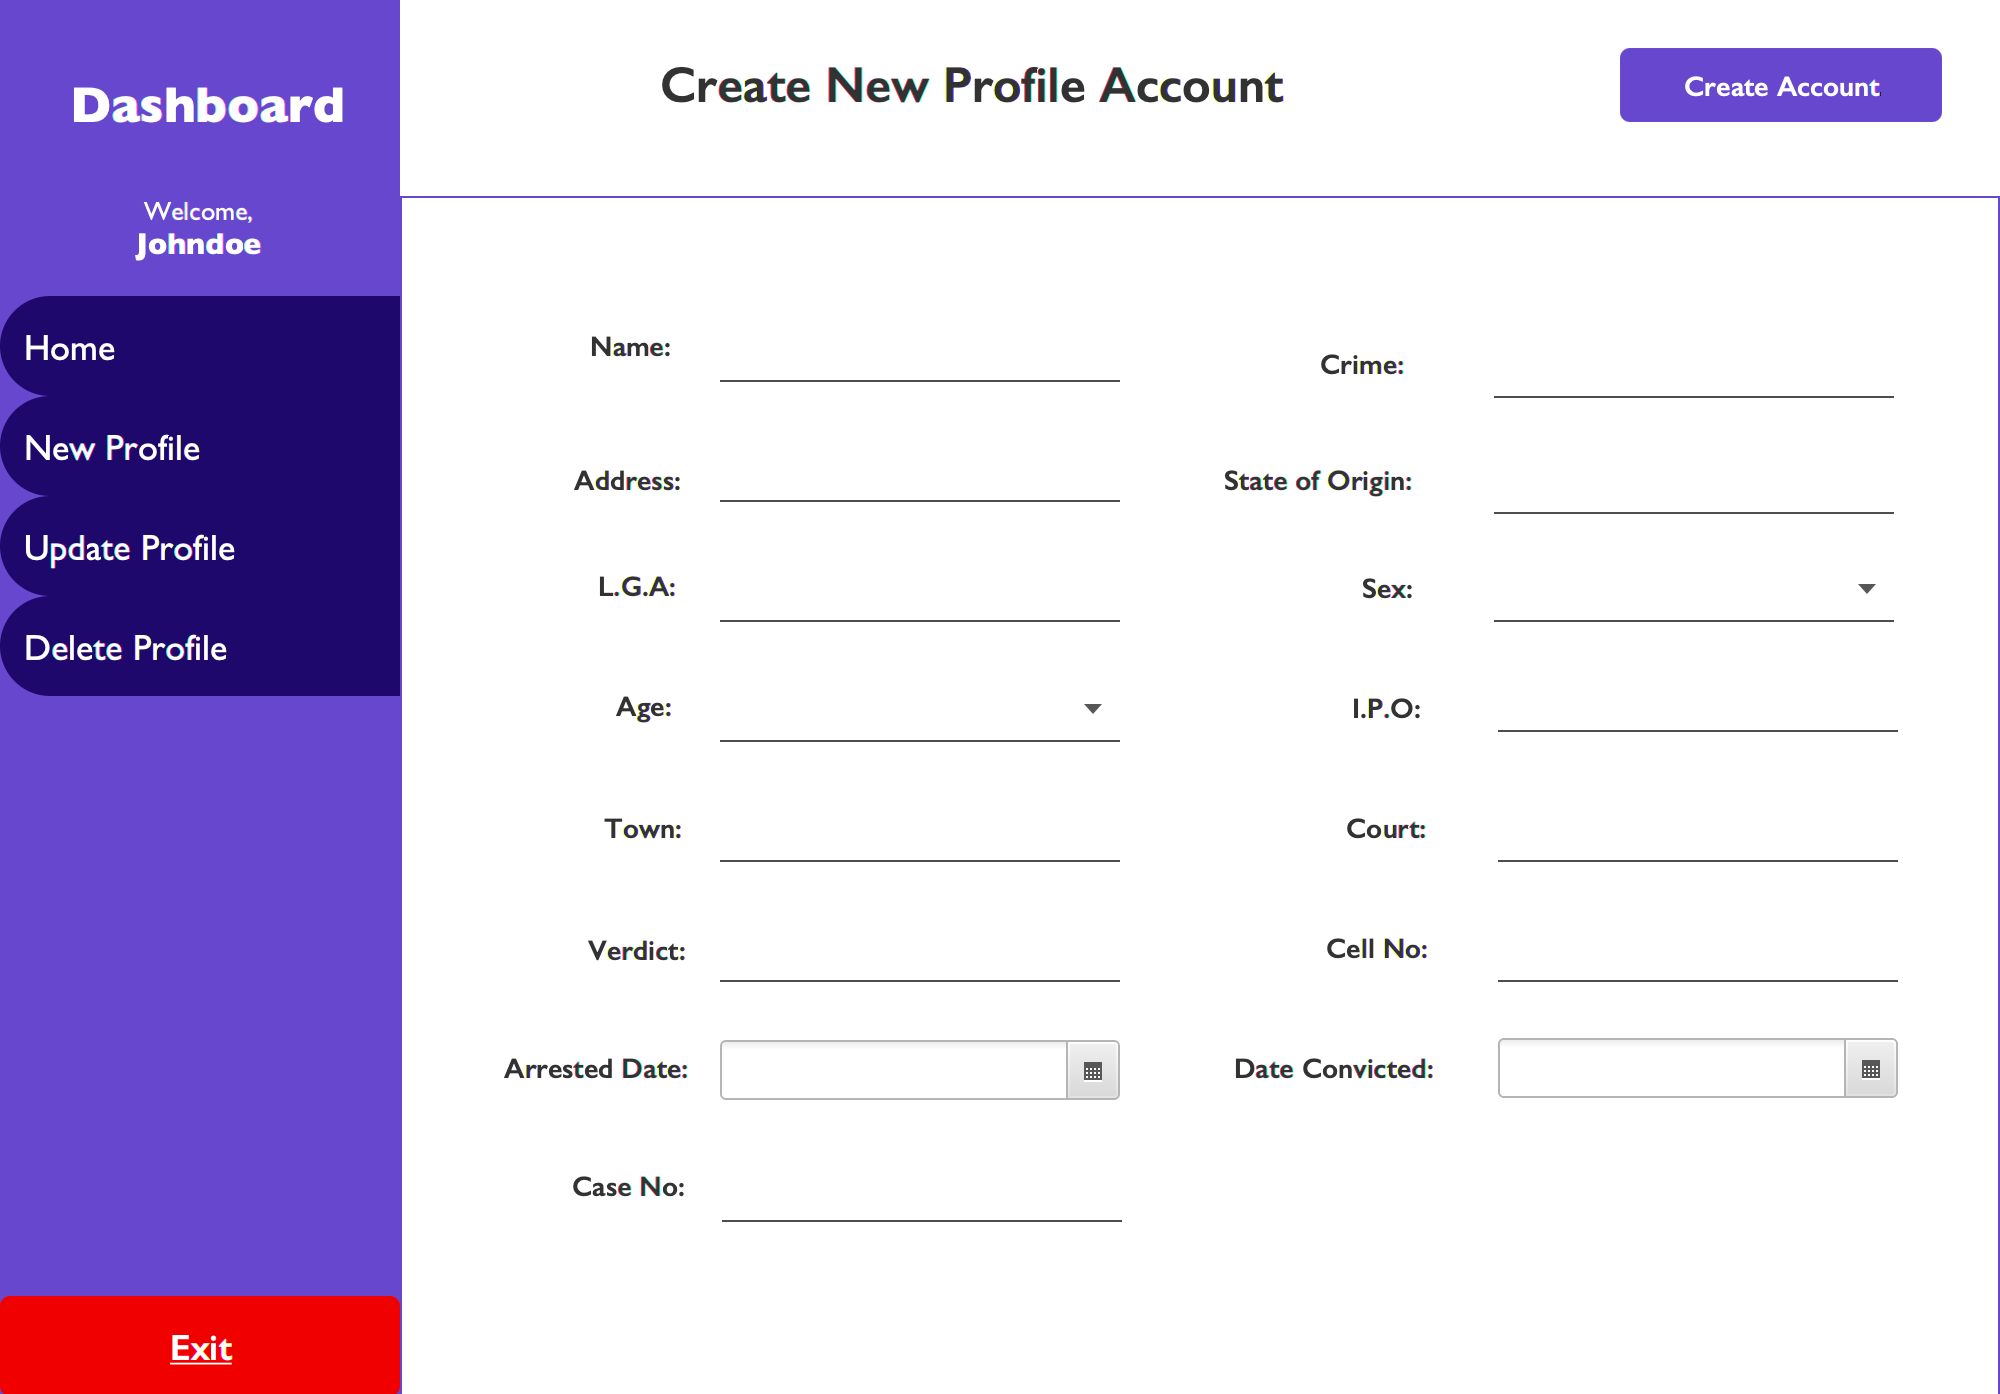 Dashboard
Welcome,
Johndoe
Home
New Profile
Update Profile
Delete Profile
Exit
Create New Profile Account
Create Account
Name:
Crime:
Address:
State of Origin:
L.G.A:
Sex:
Age:
I.P.O:
Town:
Court:
Verdict:
Cell No:
Arrested Date:
Date Convicted:
Case No: